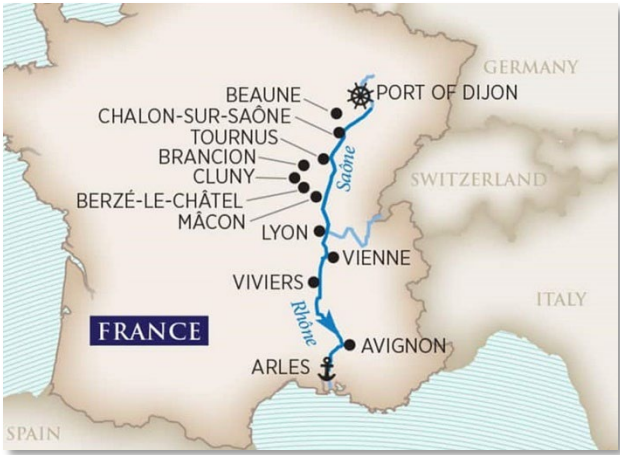 GERMANY
BEAUNE
PORT OF DIJON
CHALON-SUR-SAÔNE
TOURNUS
BRANCION
Saône
CLUNY
SWITZERLAND
BERZÉ-LE-CHÂTEL
MÂCON
LYON
VIENNE
VIVIERS
ITALY
Rhône
FRANCE
AVIGNON
ARLES
SPAIN